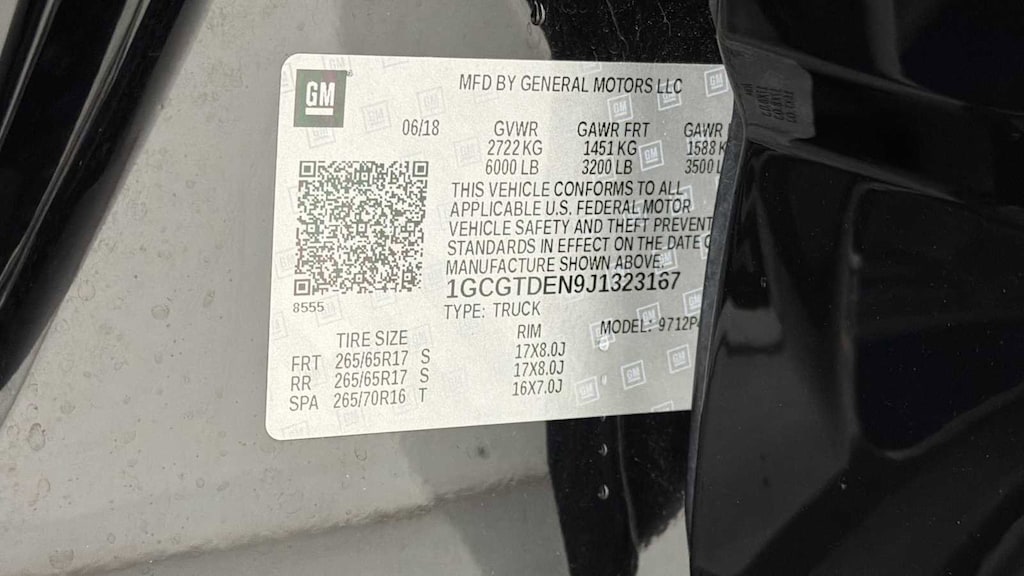 GM
MFD BY GENERAL MOTORS LLC
06/18 GVWR GAWR FRT GAWR
2722 KG 1451 KG 1588 K
6000 LB 3200 LB 3500 L
THIS VEHICLE CONFORMS TO ALL
APPLICABLE U.S. FEDERAL MOTOR
VEHICLE SAFETY AND THEFT PREVENT
STANDARDS IN EFFECT ON THE DATE
MANUFACTURE SHOWN ABOVE.
1GCGTDEN9J1323167
8555
TYPE: TRUCK
TIRE SIZE RIM MODEL: 9712P
FRT 265/65R17 S 17X8.0J
RR 265/65R17 S 17X8.0J
SPA 265/70R16 T 16X7.0J